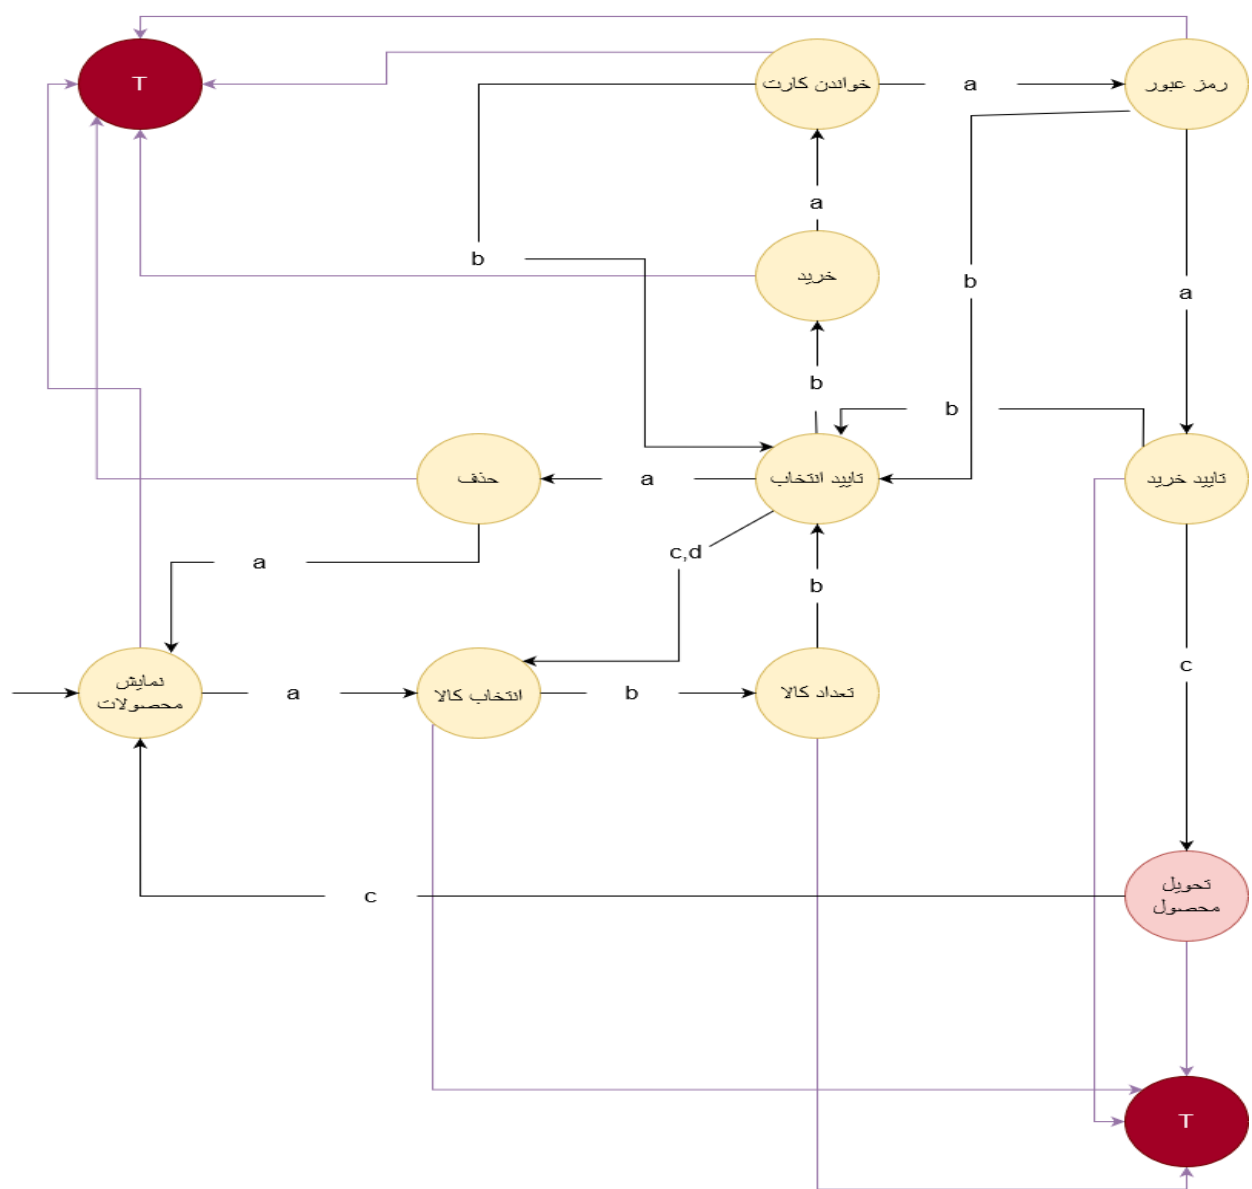 T
خواندن کارت
a
رمز عبور
a
b
خرید
b
a
b
b
حذف
a
تایید انتخاب
تایید خرید
c,d
a
b
c
نمایش
محصولات
a
انتخاب کالا
b
تعداد کالا
c
تحویل
محصول
T